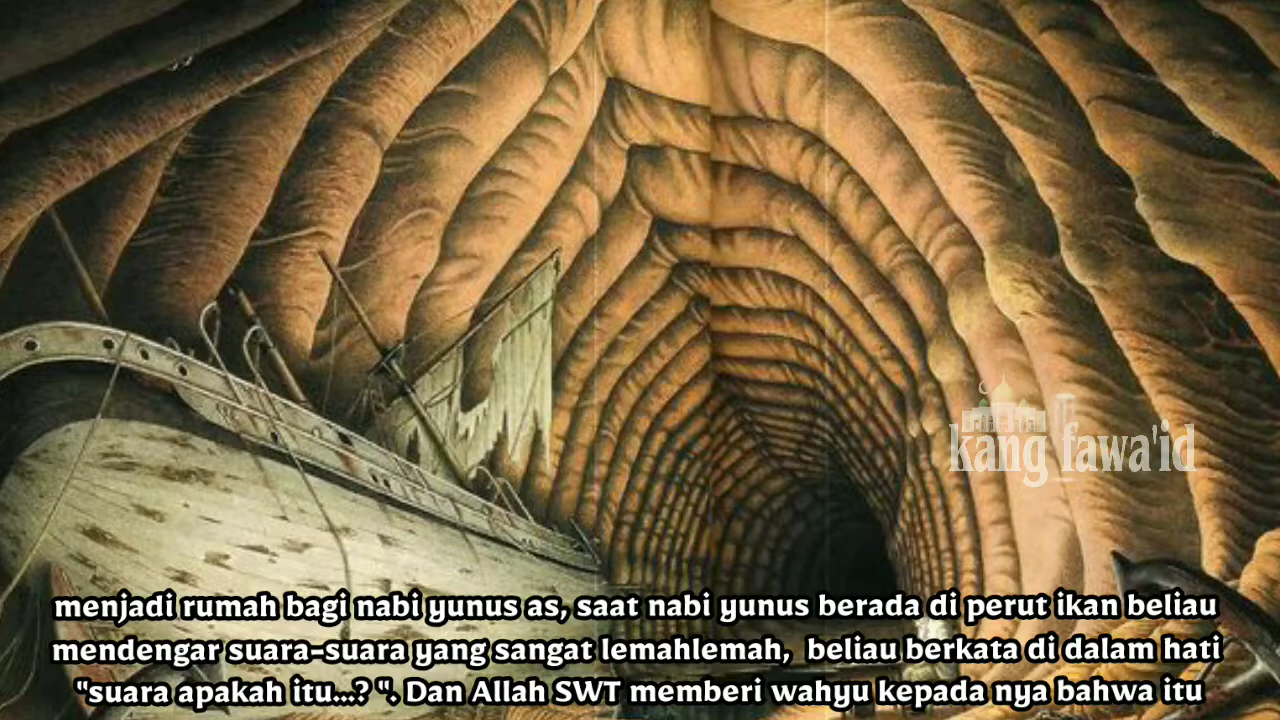 kang fawa'id
menjadi rumah bagi nabi yunus as, saat nabi yunus berada di perut ikan beliau
mendengar suara-suara yang sangat lemahlemah, beliau berkata di dalam hati
"suara apakah itu...? ". Dan Allah SWT memberi wahyu kepada nya bahwa itu